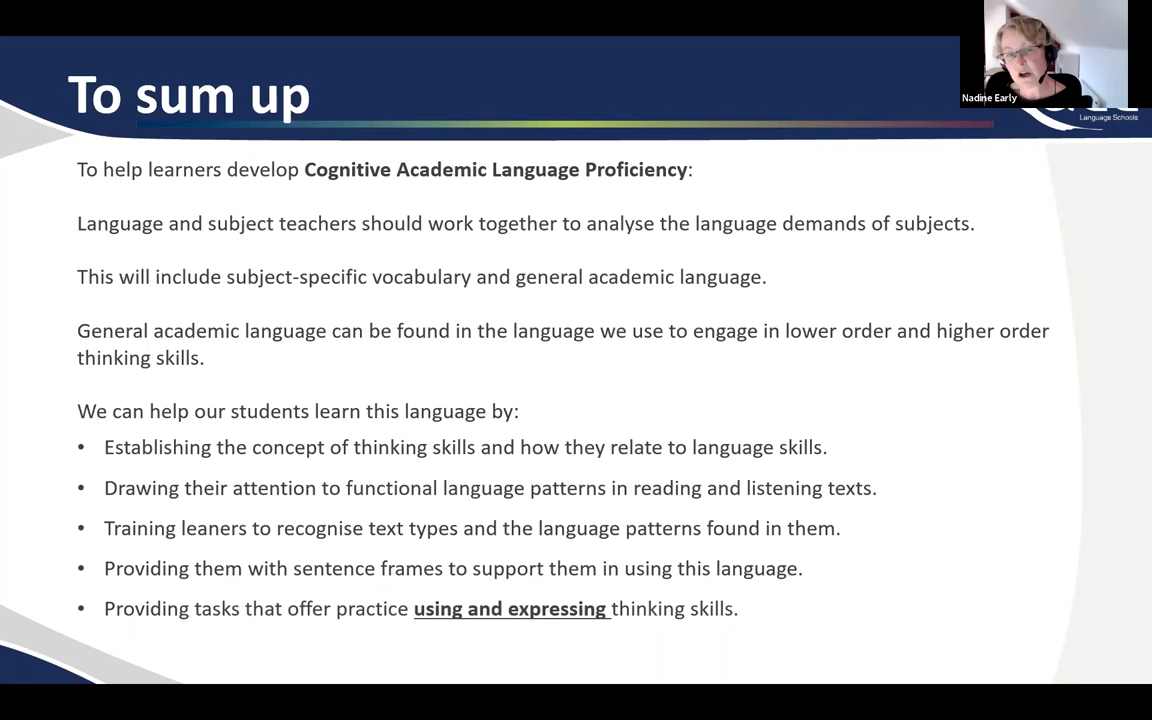 To sum up
Nadine Early
Language Schools
To help learners develop Cognitive Academic Language Proficiency:
Language and subject teachers should work together to analyse the language demands of subjects.
This will include subject-specific vocabulary and general academic language.
General academic language can be found in the language we use to engage in lower order and higher order
thinking skills.
We can help our students learn this language by:
• Establishing the concept of thinking skills and how they relate to language skills.
• Drawing their attention to functional language patterns in reading and listening texts.
• Training leaners to recognise text types and the language patterns found in them.
• Providing them with sentence frames to support them in using this language.
• Providing tasks that offer practice using and expressing thinking skills.